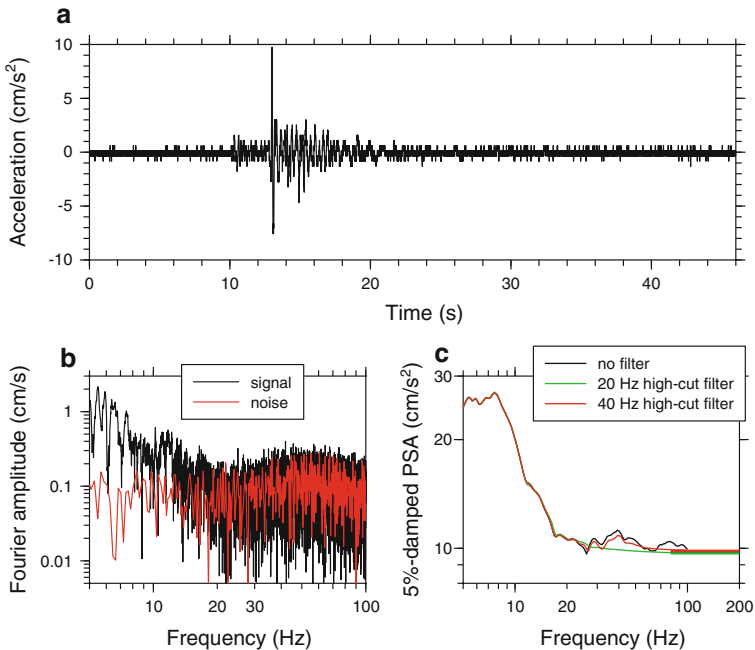 a
Acceleration (cm/s²)
10
5
0
-5
-10
0
10
20
30
40
Time (s)
b
signal
noise
Fourier amplitude (cm/s)
1
0.1
0.01
10
20
30
100
Frequency (Hz)
c
no filter
20 Hz high-cut filter
40 Hz high-cut filter
5%-damped PSA (cm/s²)
30
20
10
10
20
100
200
Frequency (Hz)